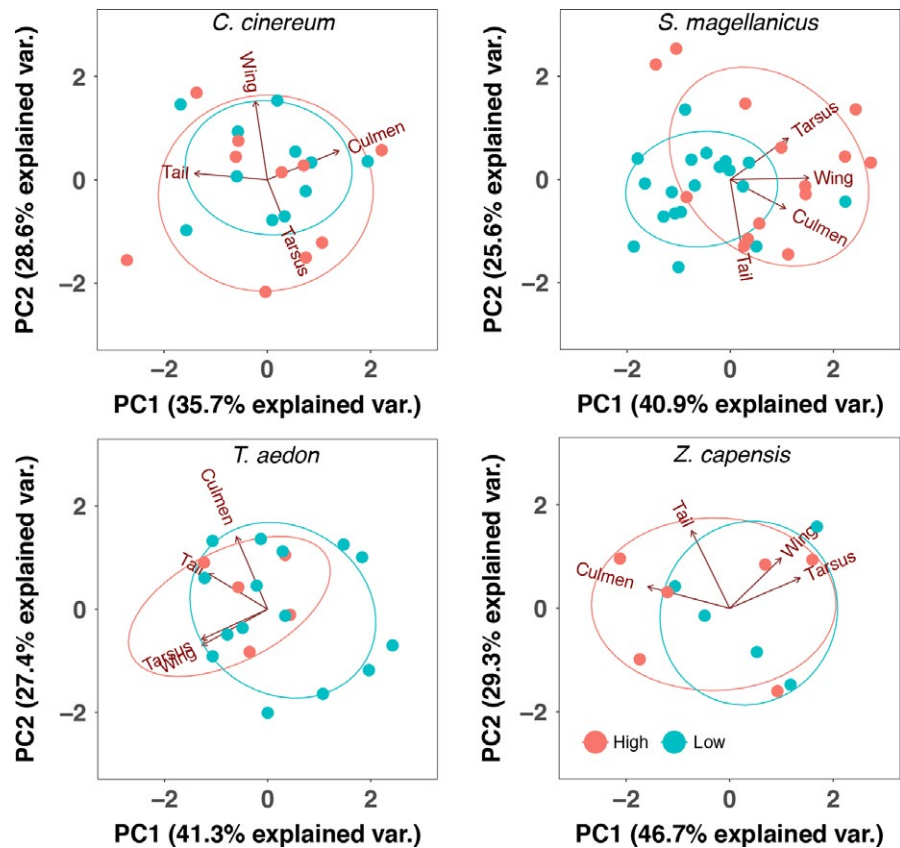 C. cinereum
PC2 (28.6% explained var.)
2
0
−2
Wing
Culmen
Tail
Tarsus
−2 0 2
PC1 (35.7% explained var.)
S. magellanicus
PC2 (25.6% explained var.)
2
0
−2
Tarsus
Wing
Culmen
Tail
−2 0 2
PC1 (40.9% explained var.)
T. aedon
PC2 (27.4% explained var.)
2
0
−2
Culmen
Tail
Tarsus
Wing
−2 0 2
PC1 (41.3% explained var.)
Z. capensis
PC2 (29.3% explained var.)
2
0
−2
Tail
Wing
Culmen
Tarsus
High Low
−2 0 2
PC1 (46.7% explained var.)